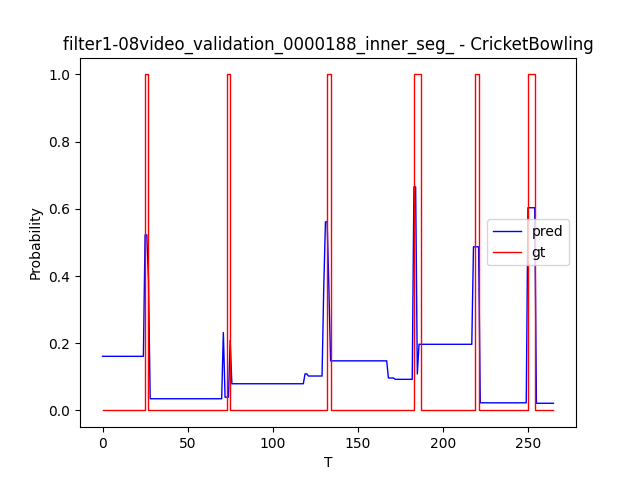 filter1-08video_validation_0000188_inner_seg_ - CricketBowling
1.0
0.8
0.6
0.4
0.2
0.0
Probability
pred
gt
0 50 100 150 200 250
T